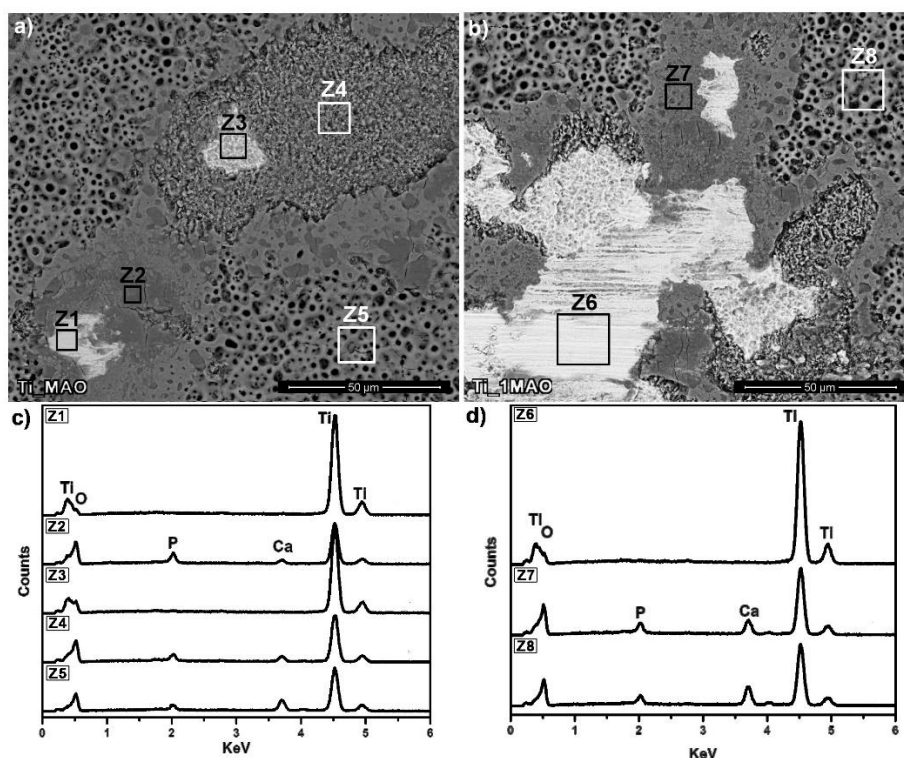 a)
Z4
Z3
Z2
Z1
Z5
Ti_MAO
50 µm
b)
Z7
Z8
Z6
Ti_1MAO
50 µm
c)
Z1
Ti
Ti
O
TI
Z2
P
Ca
Z3
Z4
Z5
Counts
0 1 2 3 4 5 6
KeV
d)
Z6
TI
TI
O
TI
Z7
P
Ca
Z8
Counts
0 1 2 3 4 5 6
KeV